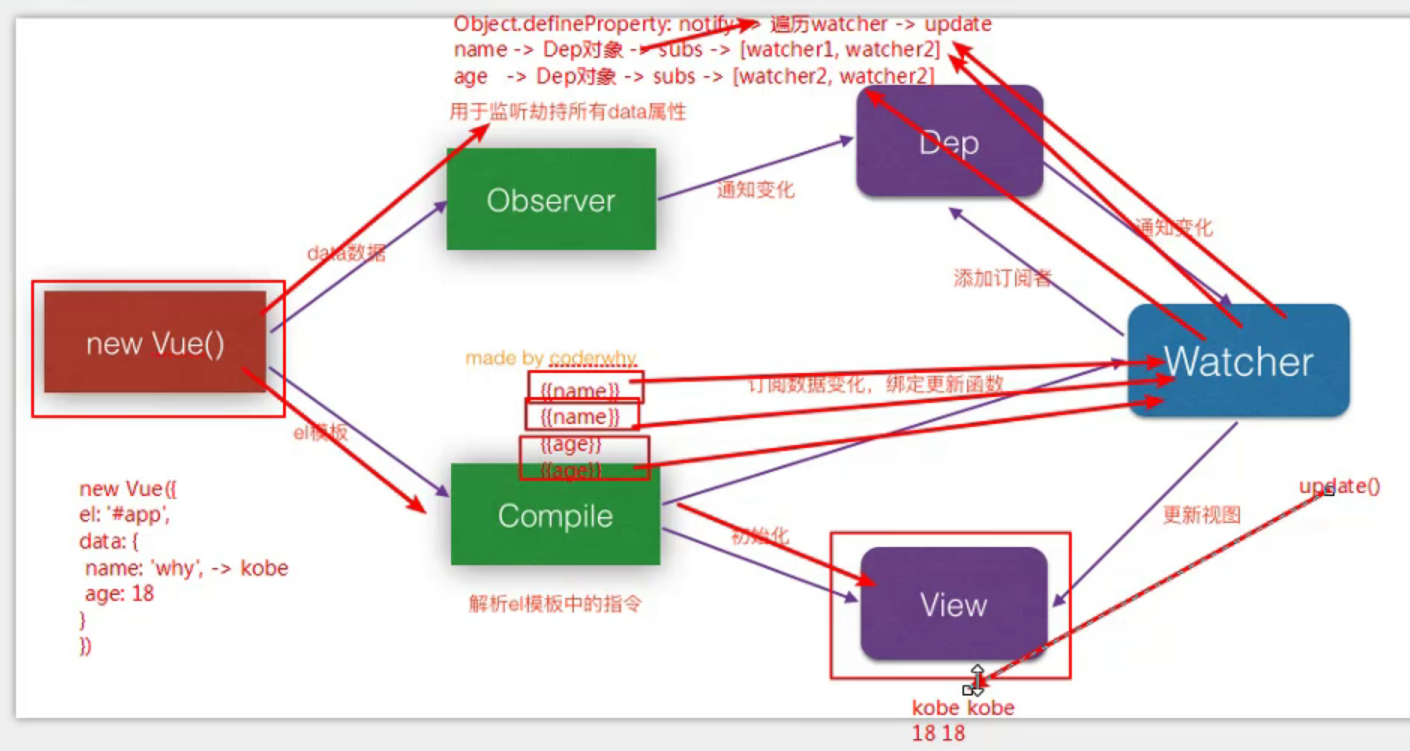 Object.defineProperty: notify -> 遍历watcher -> update
name -> Dep对象 -> subs -> [watcher1, watcher2]
age -> Dep对象 -> subs -> [watcher2, watcher2]
用于监听劫持所有data属性
Dep
Observer
通知变化
通知变化
data数据
添加订阅者
new Vue()
made by coderwhy
Watcher
{{name}}
订阅数据变化，绑定更新函数
{{name}}
el模板
{{age}}
{{age}}
Compile
初始化
update()
更新视图
new Vue({
el: '#app',
data: {
name: 'why', -> kobe
age: 18
}
})
解析el模板中的指令
View
kobe kobe
18 18